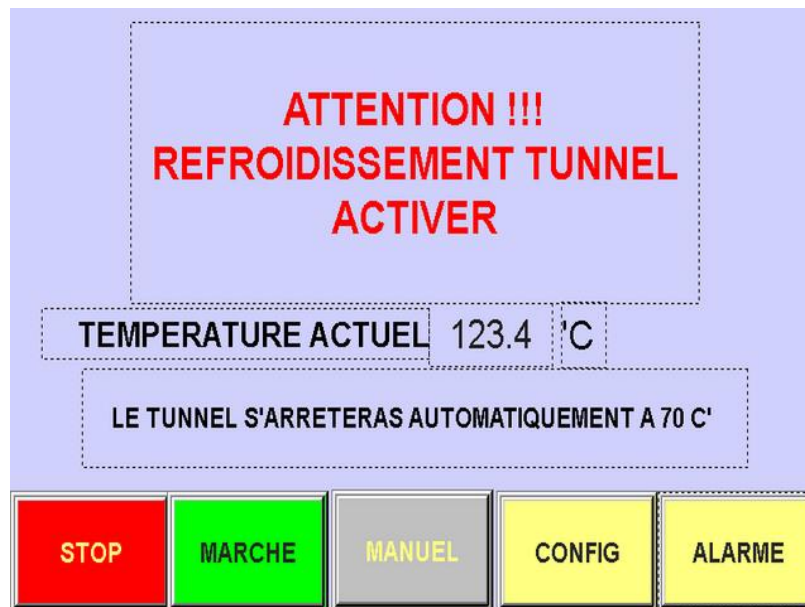 ATTENTION !!!
REFROIDISSEMENT TUNNEL
ACTIVER
TEMPERATURE ACTUEL 123.4 'C
LE TUNNEL S'ARRETERAS AUTOMATIQUEMENT A 70 C'
STOP MARCHE MANUEL CONFIG ALARME